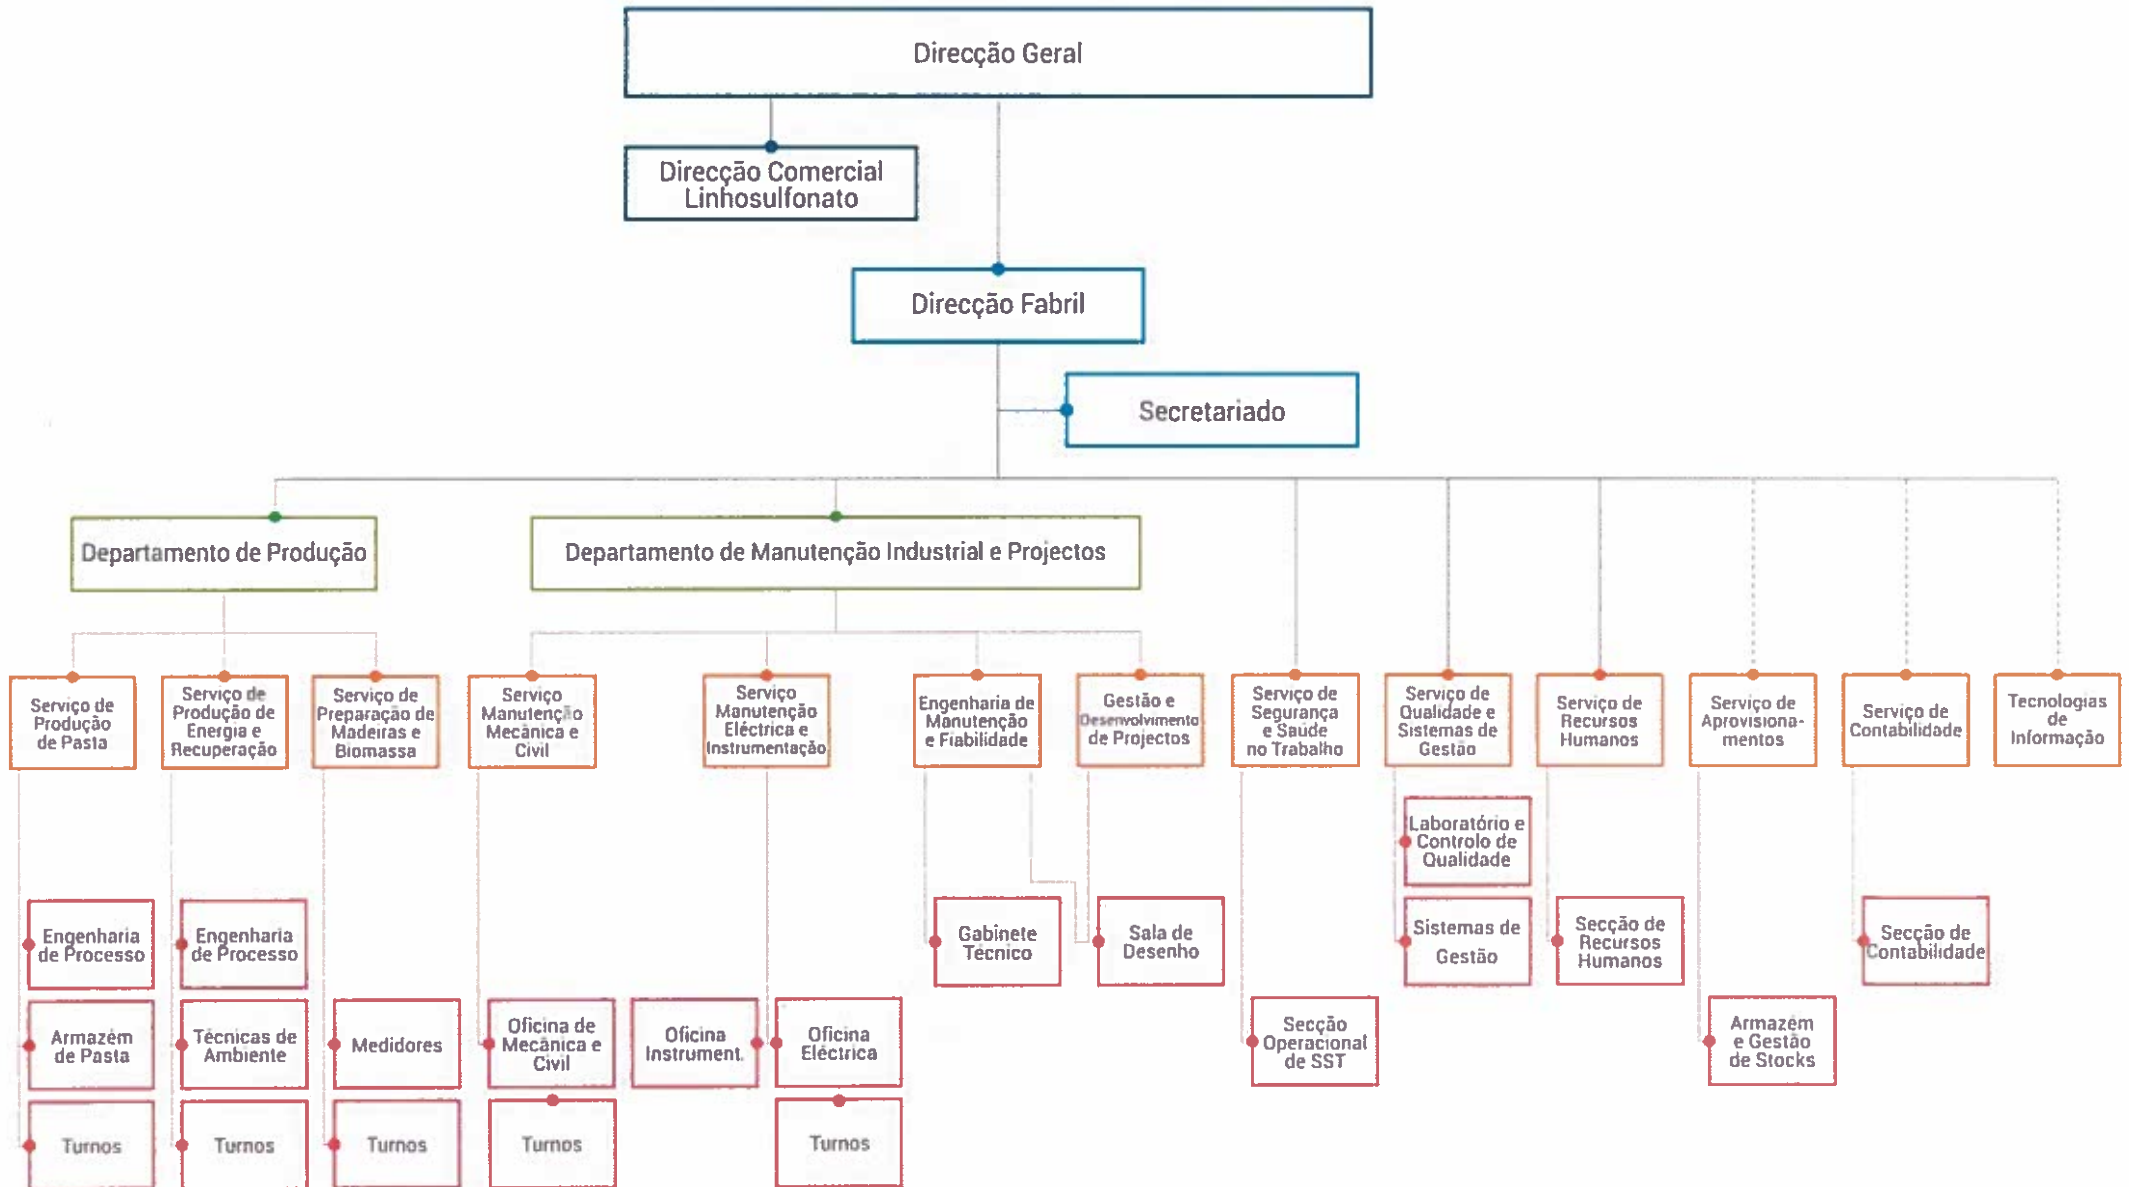 Direcção Geral
Direcção Comercial
Linhosulfonato
Direcção Fabril
Secretariado
Departamento de Produção
Departamento de Manutenção Industrial e Projectos
Serviço de
Produção
de Pasta
Serviço de
Produção de
Energia e
Recuperação
Serviço de
Preparação de
Madeiras e
Biomassa
Serviço
Manutenção
Mecânica e
Civil
Serviço
Manutenção
Eléctrica e
Instrumentação
Engenharia de
Manutenção
e Fiabilidade
Gestão e
Desenvolvimento
de Projectos
Serviço de
Segurança
e Saúde
no Trabalho
Serviço de
Qualidade e
Sistemas de
Gestão
Serviço de
Recursos
Humanos
Serviço de
Aprovisiona-
mentos
Serviço de
Contabilidade
Tecnologias
de
Informação
Laboratório e
Controlo de
Qualidade
Engenharia
de Processo
Engenharia
de Processo
Gabinete
Técnico
Sala de
Desenho
Sistemas de
Gestão
Secção de
Recursos
Humanos
Secção de
Contabilidade
Armazém
de Pasta
Técnicas de
Ambiente
Medidores
Oficina de
Mecânica e
Civil
Oficina
Instrument.
Oficina
Eléctrica
Secção
Operacional
de SST
Armazém
e Gestão
de Stocks
Turnos
Turnos
Turnos
Turnos
Turnos